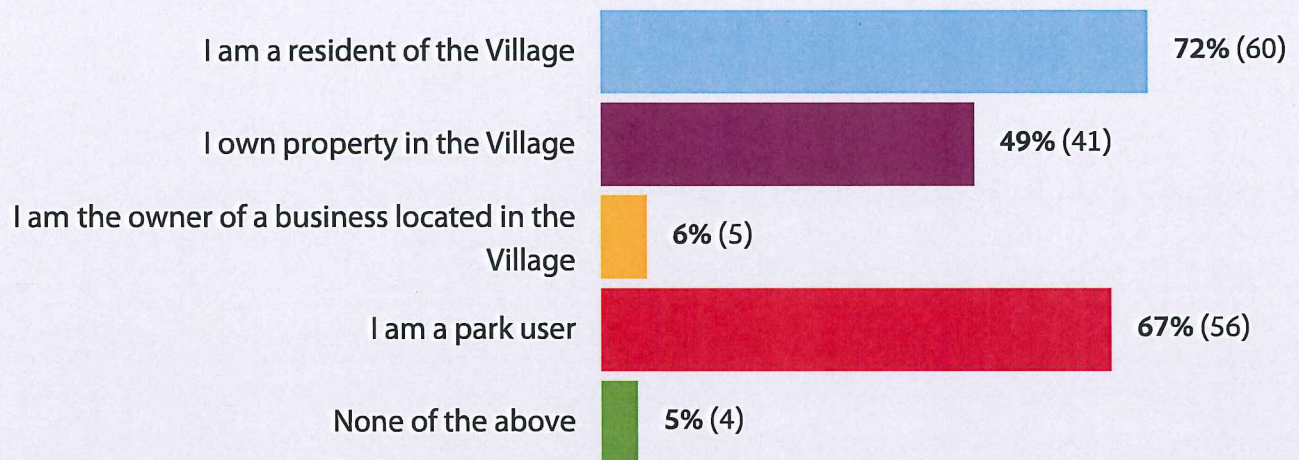 I am a resident of the Village 72% (60)
I own property in the Village 49% (41)
I am the owner of a business located in the
Village 6% (5)
I am a park user 67% (56)
None of the above 5% (4)